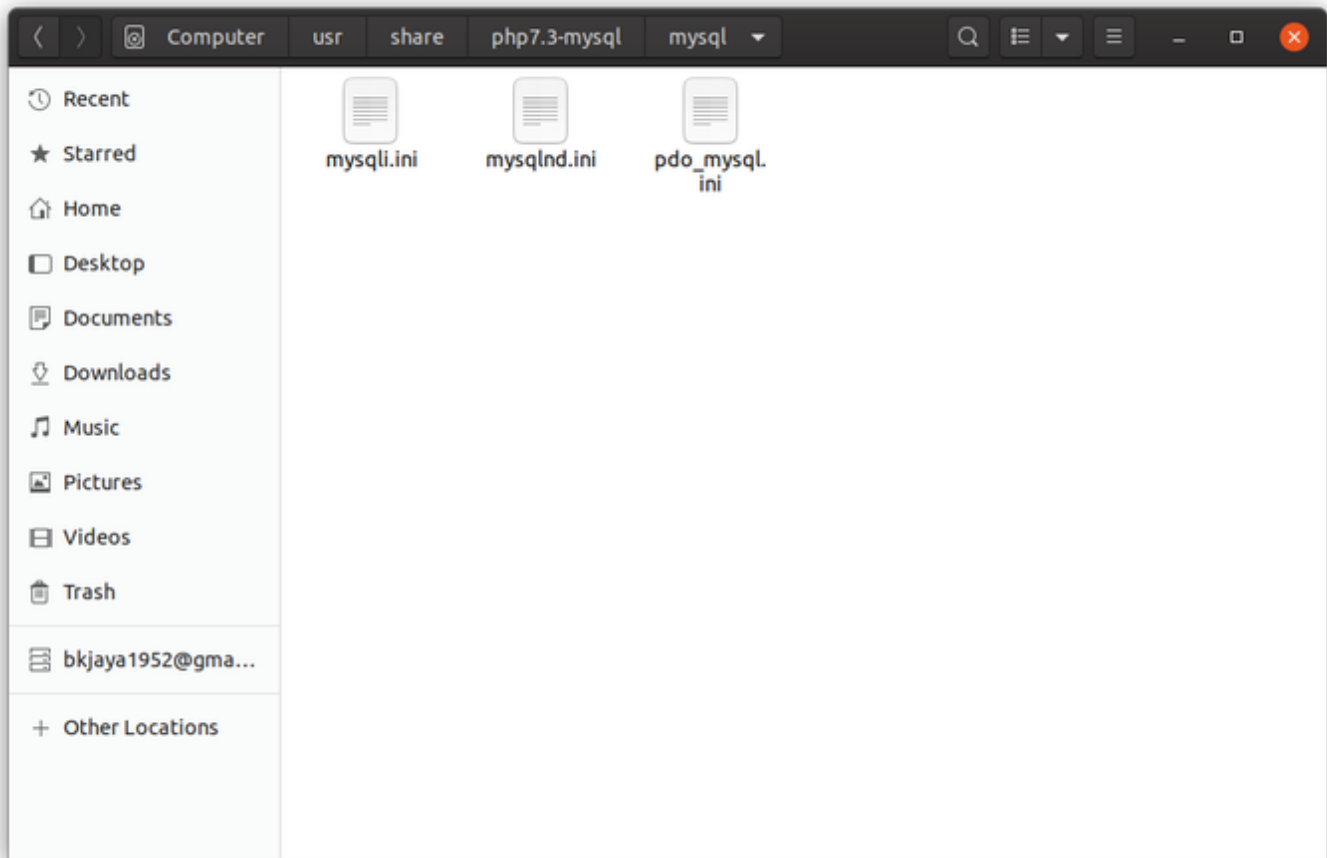 Computer usr share php7.3-mysql mysql
Recent
Starred
Home
Desktop
Documents
Downloads
Music
Pictures
Videos
Trash
bkjaya1952@gma...
Other Locations
mysqli.ini mysqlnd.ini pdo_mysql.
ini